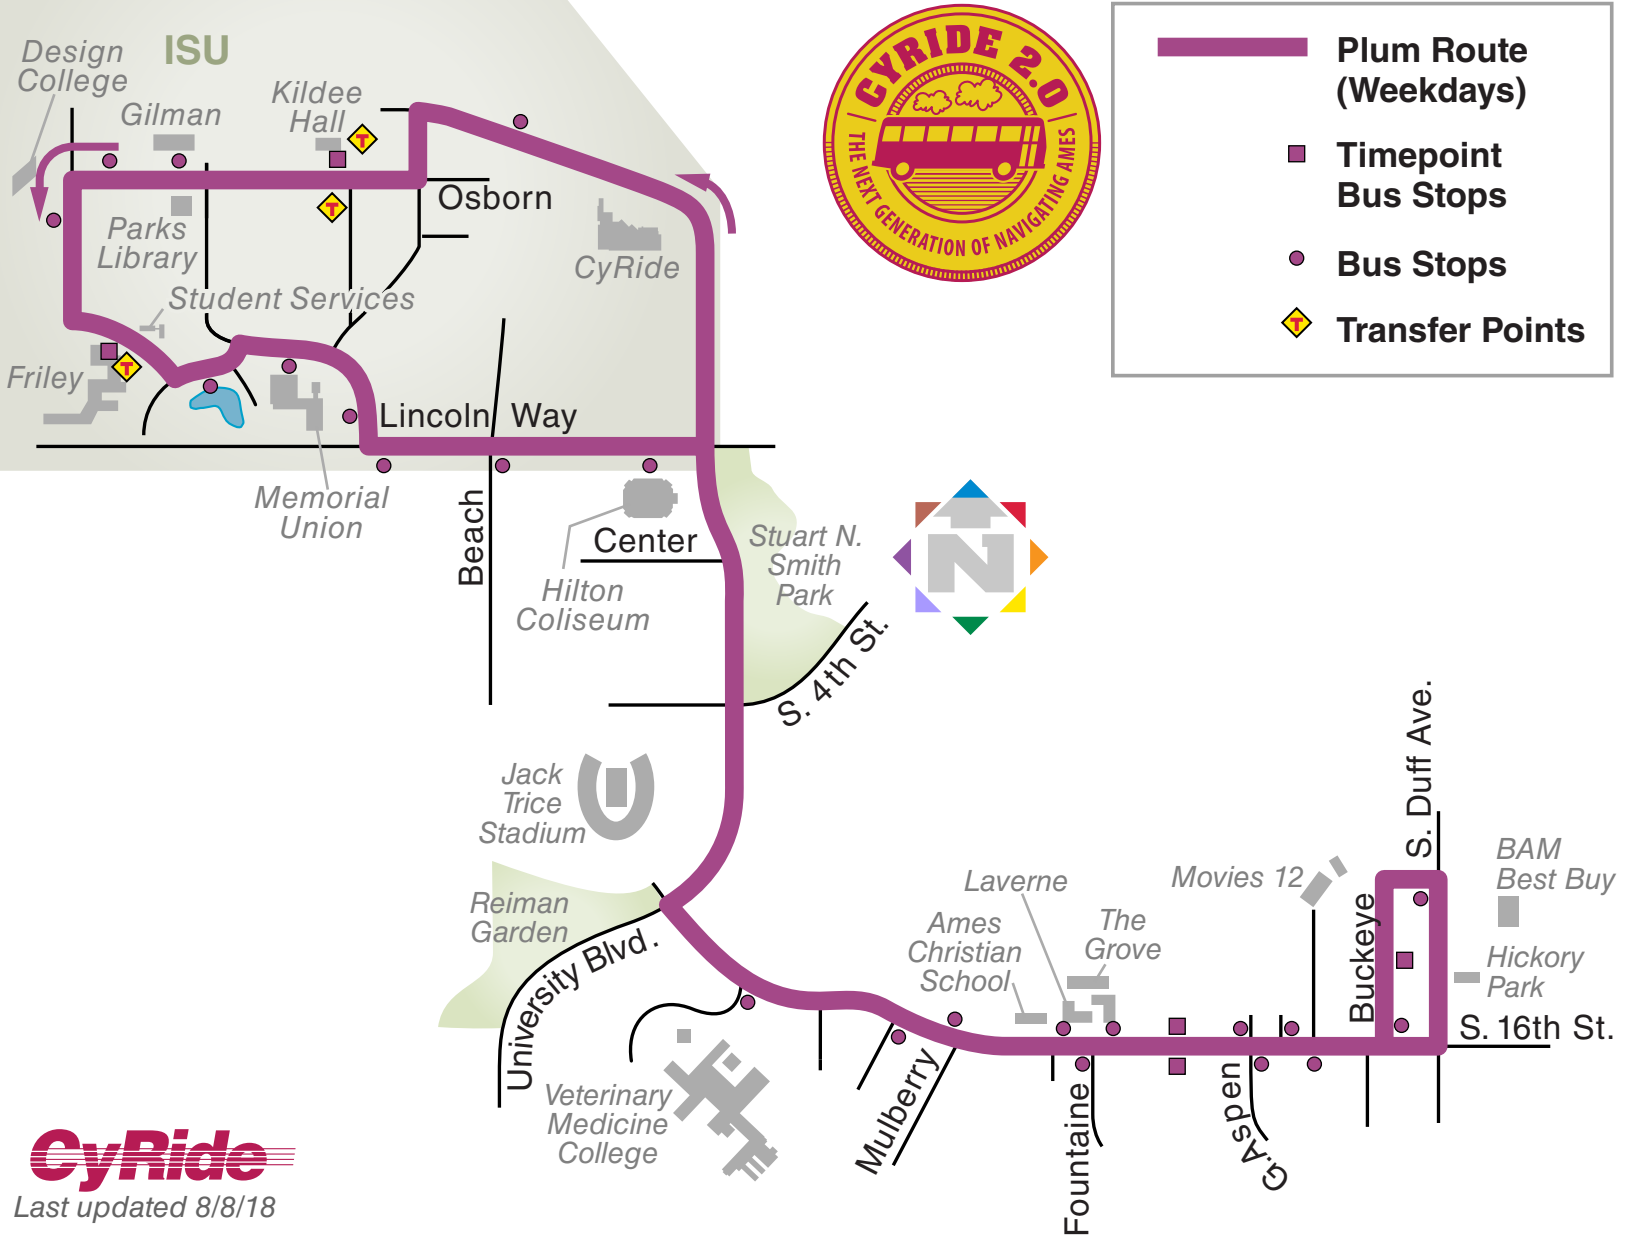 Design
College
ISU
Gilman
Kildee
Hall
T
T
Osborn
Parks
Library
Student Services
CyRide
Friley
T
Lincoln Way
Memorial
Union
Beach
Center
Hilton
Coliseum
Stuart N.
Smith
Park
S. 4th St.
N
CYRIDE 2.0
THE NEXT GENERATION OF NAVIGATING AMES
Plum Route
(Weekdays)
Timepoint
Bus Stops
Bus Stops
T
Transfer Points
Jack
Trice
Stadium
Reiman
Garden
University Blvd.
Veterinary
Medicine
College
Mulberry
Ames
Christian
School
Laverne
The
Grove
Fountaine
G.Aspen
Movies 12
Buckeye
S. Duff Ave.
BAM
Best Buy
Hickory
Park
S. 16th St.
CyRide
Last updated 8/8/18